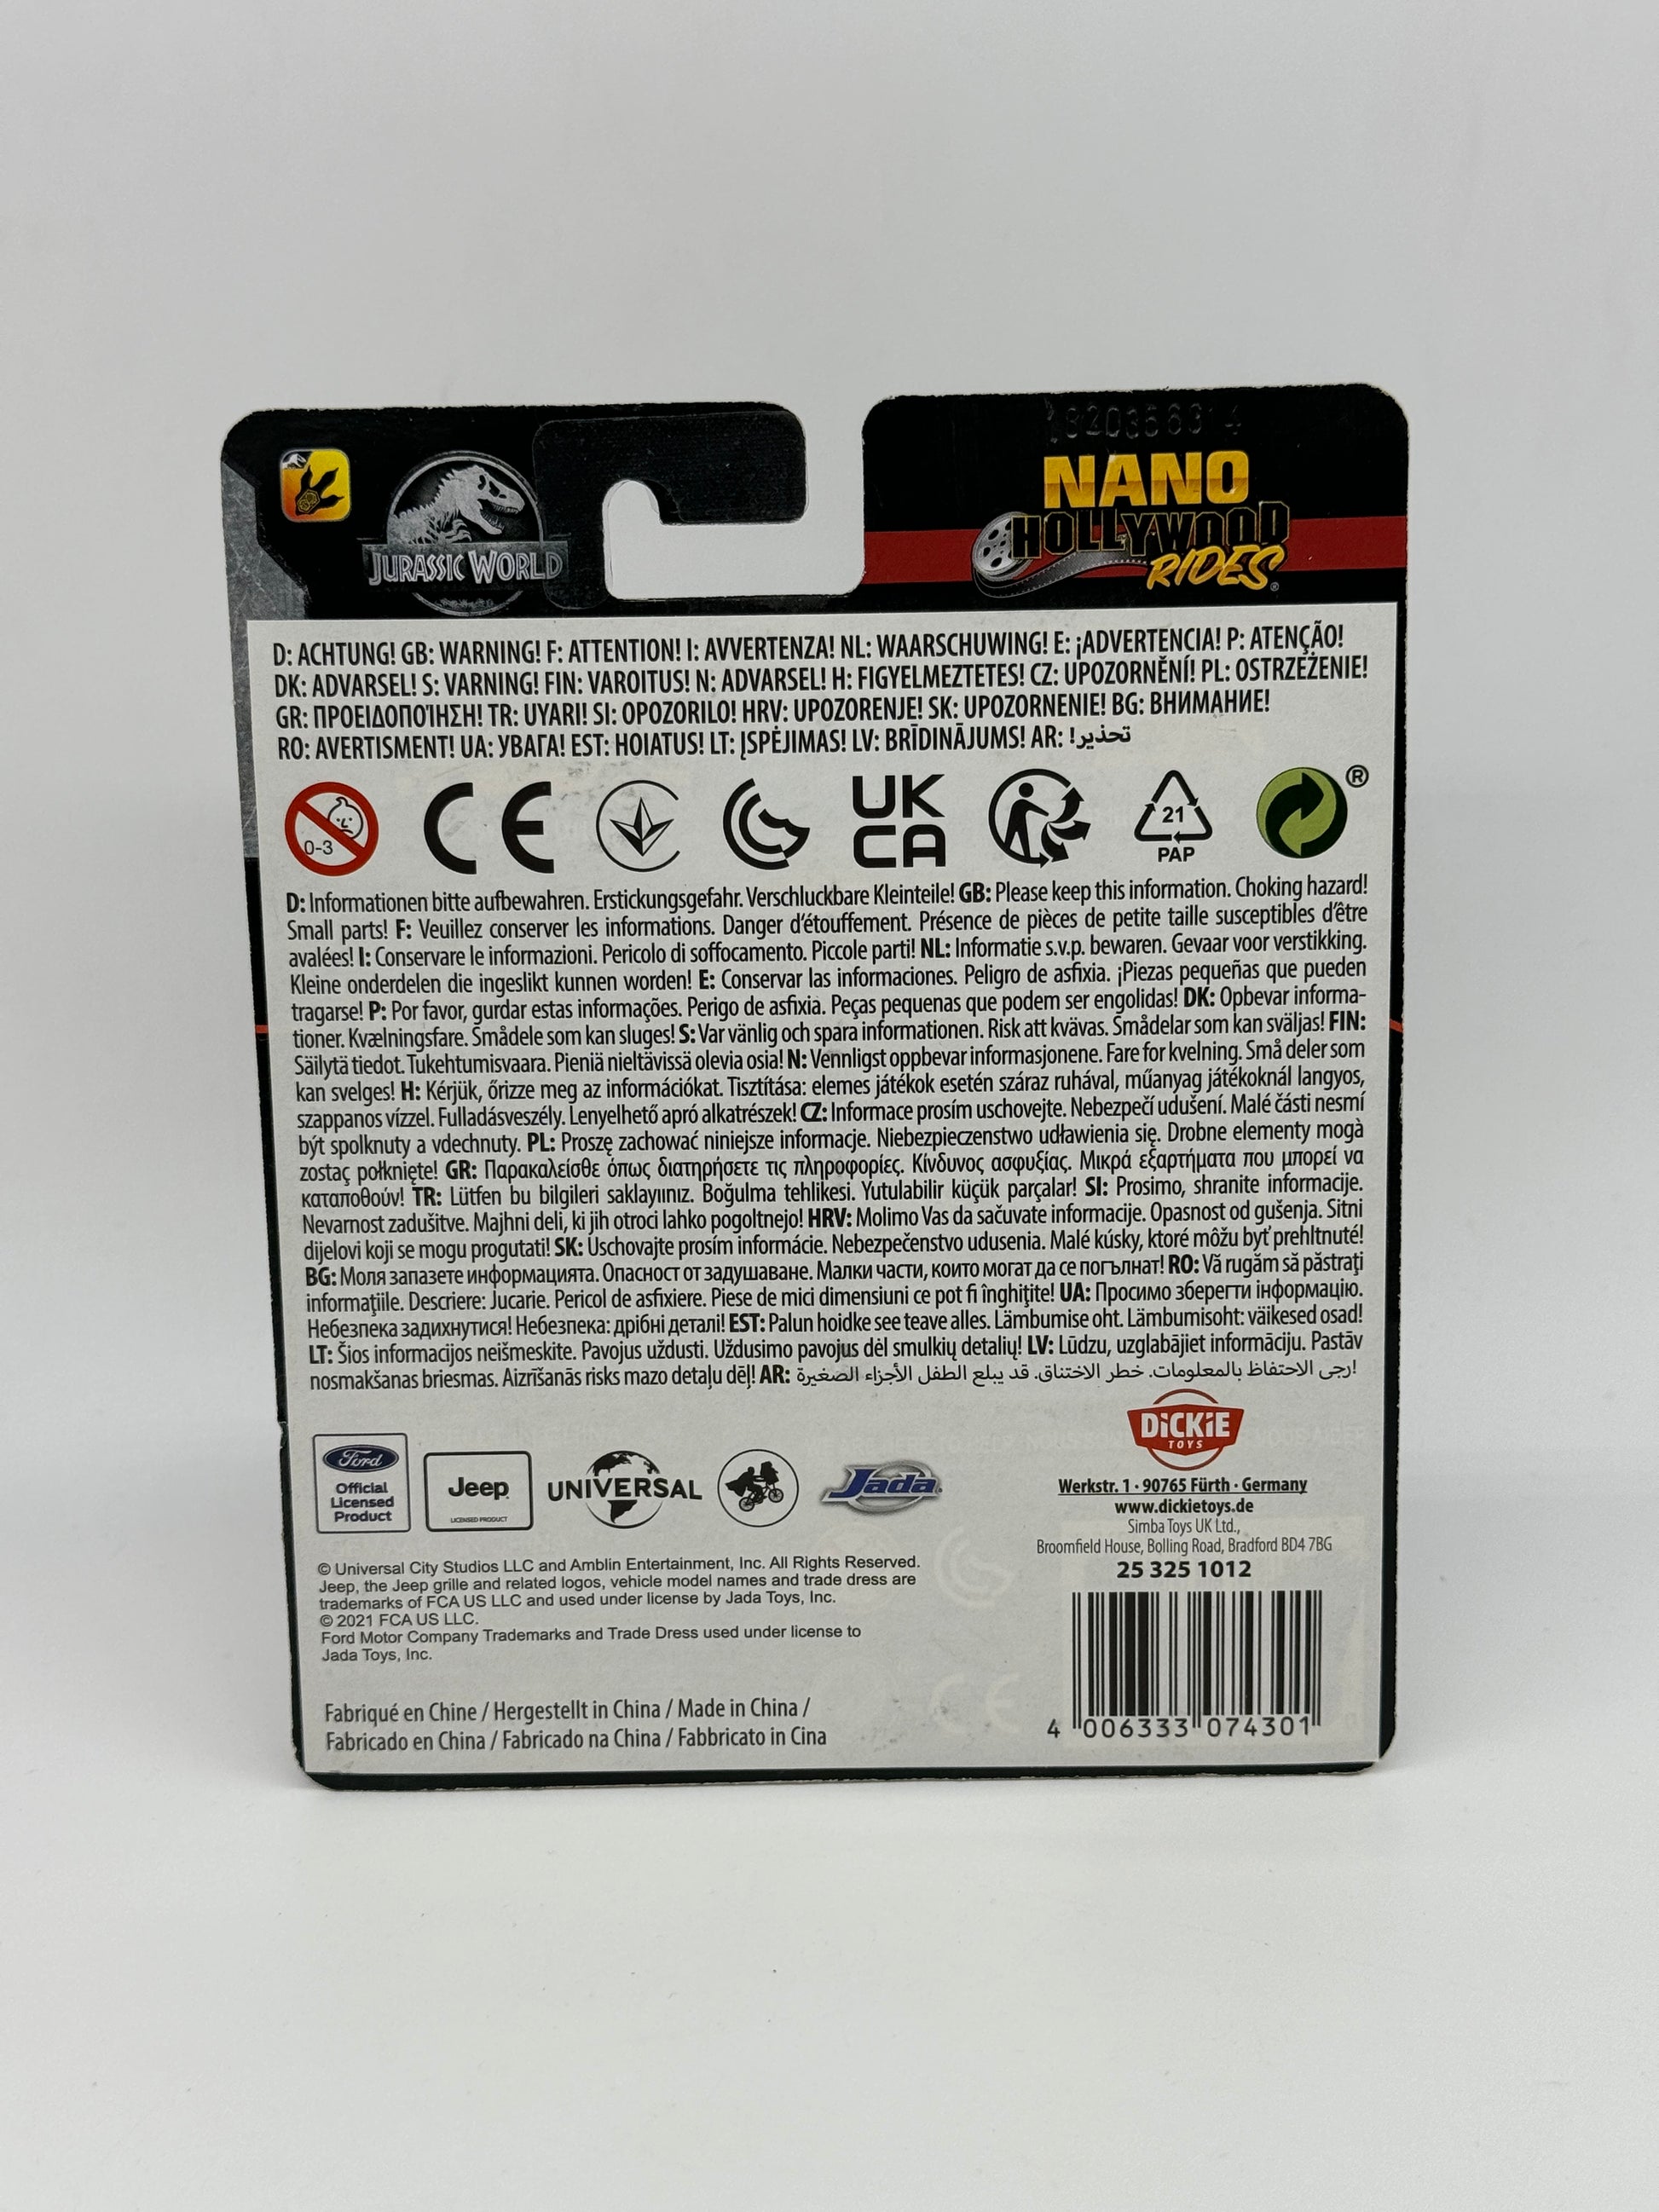 JURASSIC WORLD
NANO
HOLLYWOOD
RIDES®
D: ACHTUNG! GB: WARNING! F: ATTENTION! I: AVVERTENZA! NL: WAARSCHUWING! E: ¡ADVERTENCIA! P: ATENÇÃO!
DK: ADVARSEL! S: VARNING! FIN: VAROITUS! N: ADVARSEL! H: FIGYELMEZTETES! CZ: UPOZORNĚNÍ! PL: OSTRZEŻENIE!
GR: ΠΡΟΕΙΔΟΠΟΊΗΣΗ! TR: UYARI! SI: OPOZORILO! HRV: UPOZORENJE! SK: UPOZORNENIE! BG: ВНИМАНИЕ!
RO: AVERTISMENT! UA: УВАГА! EST: HOIATUS! LT: ĮSPĖJIMAS! LV: BRĪDINĀJUMS! AR: تحذير!
0-3
CE
UK
CA
21
PAP
®
D: Informationen bitte aufbewahren. Erstickungsgefahr. Verschluckbare Kleinteile! GB: Please keep this information. Choking hazard!
Small parts! F: Veuillez conserver les informations. Danger d'étouffement. Présence de pièces de petite taille susceptibles d'être
avalées! I: Conservare le informazioni. Pericolo di soffocamento. Piccole parti! NL: Informatie s.v.p. bewaren. Gevaar voor verstikking.
Kleine onderdelen die ingeslikt kunnen worden! E: Conservar las informaciones. Peligro de asfixia. ¡Piezas pequeñas que pueden
tragarse! P: Por favor, gurdar estas informações. Perigo de asfixia. Peças pequenas que podem ser engolidas! DK: Opbevar informa-
tioner. Kvælningsfare. Smådele som kan sluges! S: Var vänlig och spara informationen. Risk att kvävas. Smådelar som kan sväljas! FIN:
Säilytä tiedot. Tukehtumisvaara. Pieniä nieltävissä olevia osia! N: Vennligst oppbevar informasjonene. Fare for kvelning. Små deler som
kan svelges! H: Kérjük, őrizze meg az információkat. Tisztítása: elemes játékok esetén száraz ruhával, műanyag játékoknál langyos,
szappanos vízzel. Fulladásveszély. Lenyelhető apró alkatrészek! CZ: Informace prosím uschovejte. Nebezpečí udušení. Malé části nesmí
být spolknuty a vdechnuty. PL: Proszę zachować niniejsze informacje. Niebezpieczenstwo udławienia się. Drobne elementy mogà
zostaç połknięte! GR: Παρακαλείσθε όπως διατηρήσετε τις πληροφορίες. Κίνδυνος ασφυξίας. Μικρά εξαρτήματα που μπορεί να
καταποθούν! TR: Lütfen bu bilgileri saklayıınız. Boğulma tehlikesi. Yutulabilir küçük parçalar! SI: Prosimo, shranite informacije.
Nevarnost zadušitve. Majhni deli, ki jih otroci lahko pogoltnejo! HRV: Molimo Vas da sačuvate informacije. Opasnost od gušenja. Sitni
dijelovi koji se mogu progutati! SK: Uschovajte prosím informácie. Nebezpečenstvo udusenia. Malé kúsky, ktoré môžu byť prehltnuté!
BG: Моля запазете информацията. Опасност от задушаване. Малки части, които могат да се погълнат! RO: Vă rugăm să păstraţi
informaţiile. Descriere: Jucarie. Pericol de asfixiere. Piese de mici dimensiuni ce pot fi înghiţite! UA: Просимо зберегти інформацію.
Небезпека задихнутися! Небезпека: дрібні деталі! EST: Palun hoidke see teave alles. Lämbumise oht. Lämbumisoht: väikesed osad!
LT: Šios informacijos neišmeskite. Pavojus uždusti. Uždusimo pavojus dėl smulkių detalių! LV: Lūdzu, uzglabājiet informāciju. Pastāv
nosmakšanas briesmas. Aizrīšanās risks mazo detaļu dēļ! AR: رجى الاحتفاظ بالمعلومات. خطر الاختناق. قد يبلع الطفل الأجزاء الصغيرة!
DiCKiE
TOYS
Ford
Official
Licensed
Product
Jeep
LICENSED PRODUCT
UNIVERSAL
Jada
Werkstr. 1 · 90765 Fürth · Germany
www.dickietoys.de
Simba Toys UK Ltd.,
Broomfield House, Bolling Road, Bradford BD4 7BG
25 325 1012
© Universal City Studios LLC and Amblin Entertainment, Inc. All Rights Reserved.
Jeep, the Jeep grille and related logos, vehicle model names and trade dress are
trademarks of FCA US LLC and used under license by Jada Toys, Inc.
© 2021 FCA US LLC.
Ford Motor Company Trademarks and Trade Dress used under license to
Jada Toys, Inc.
Fabriqué en Chine / Hergestellt in China / Made in China /
Fabricado en China / Fabricado na China / Fabbricato in Cina
4 006333 074301